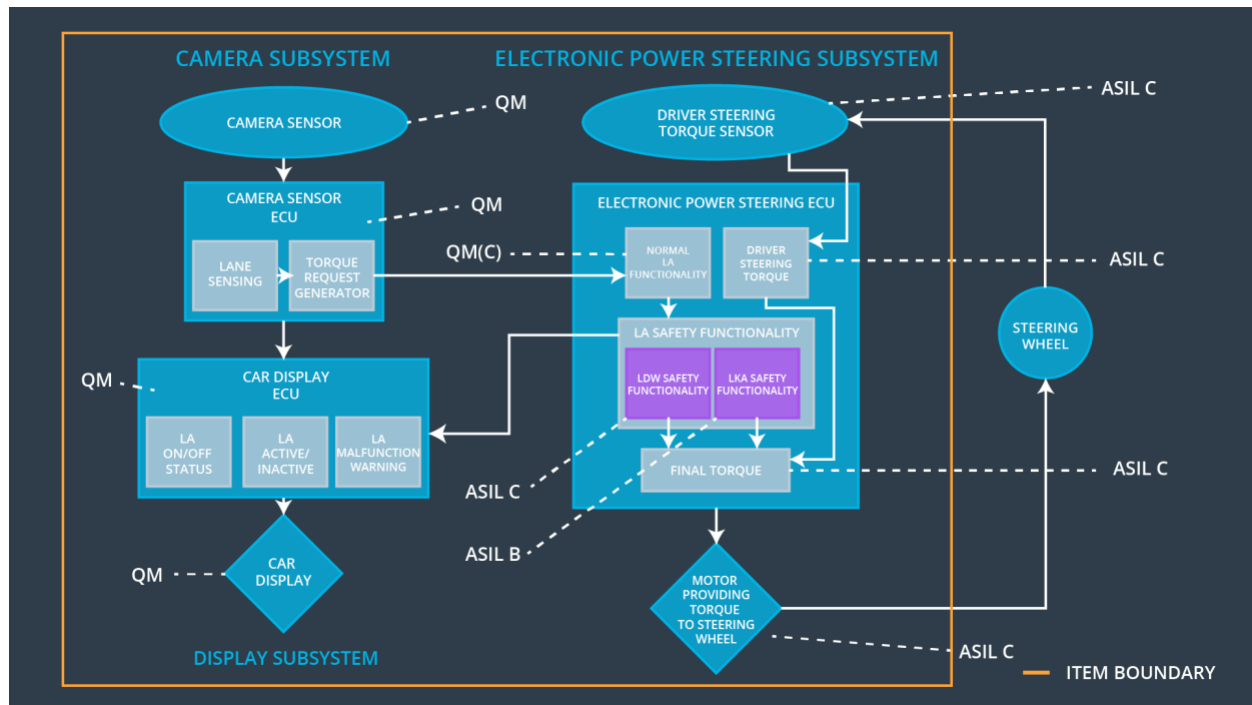 CAMERA SUBSYSTEM
ELECTRONIC POWER STEERING SUBSYSTEM
CAMERA SENSOR
QM
DRIVER STEERING
TORQUE SENSOR
ASIL C
CAMERA SENSOR
ECU
QM
LANE
SENSING
TORQUE
REQUEST
GENERATOR
ELECTRONIC POWER STEERING ECU
QM(C)
NORMAL
LA
FUNCTIONALITY
DRIVER
STEERING
TORQUE
ASIL C
LA SAFETY FUNCTIONALITY
LDW SAFETY
FUNCTIONALITY
LKA SAFETY
FUNCTIONALITY
STEERING
WHEEL
QM
CAR DISPLAY
ECU
LA
ON/OFF
STATUS
LA
ACTIVE/
INACTIVE
LA
MALFUNCTION
WARNING
FINAL TORQUE
ASIL C
ASIL C
ASIL B
QM
CAR
DISPLAY
MOTOR
PROVIDING
TORQUE
TO STEERING
WHEEL
ASIL C
DISPLAY SUBSYSTEM
ITEM BOUNDARY